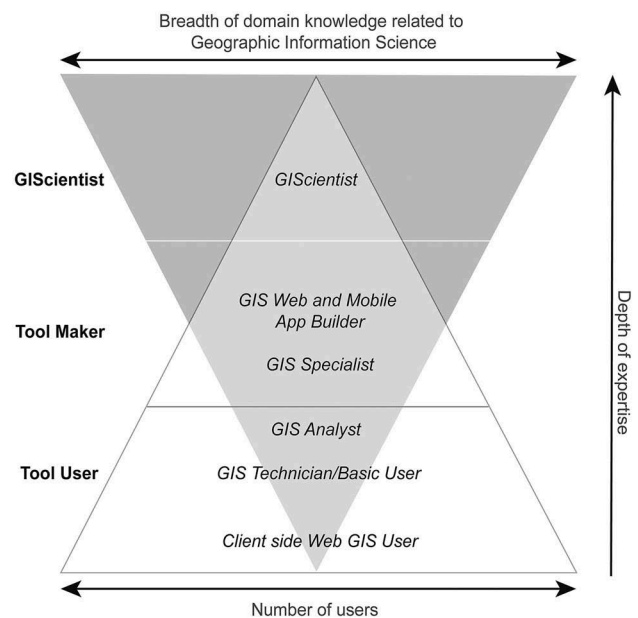 Breadth of domain knowledge related to
Geographic Information Science
GIScientist
GIScientist
GIS Web and Mobile
App Builder
Tool Maker
GIS Specialist
Depth of expertise
GIS Analyst
Tool User
GIS Technician/Basic User
Client side Web GIS User
Number of users